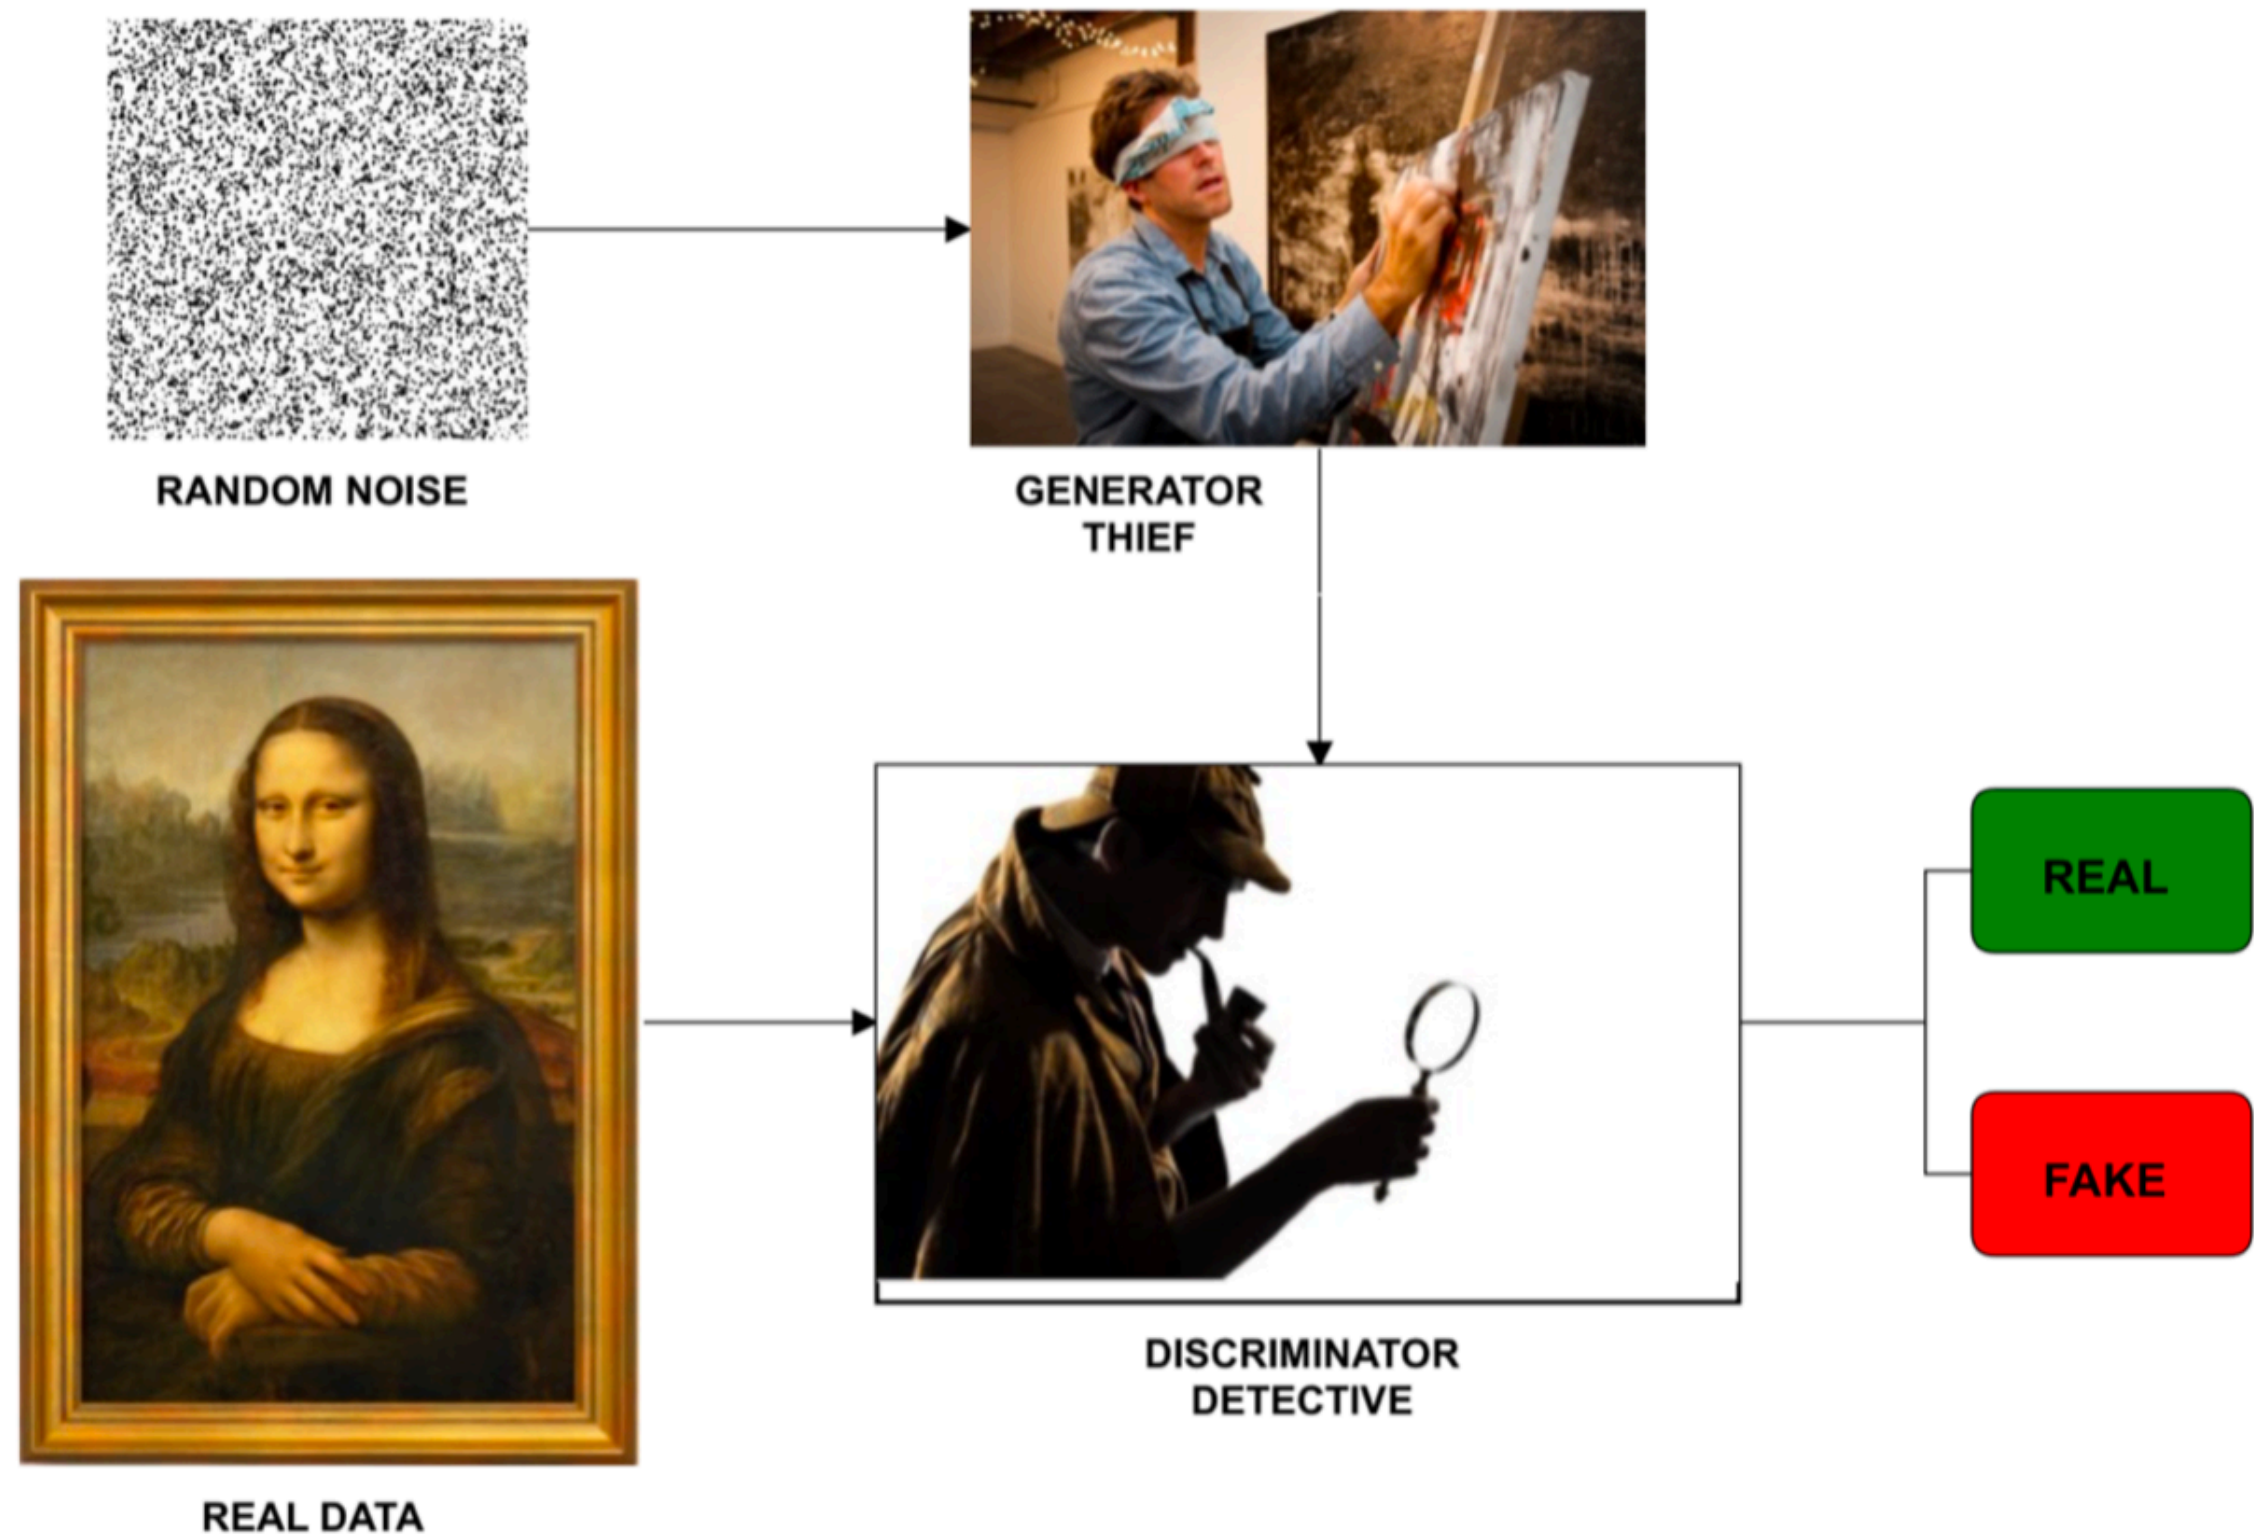 RANDOM NOISE
GENERATOR
THIEF
REAL
FAKE
DISCRIMINATOR
DETECTIVE
REAL DATA